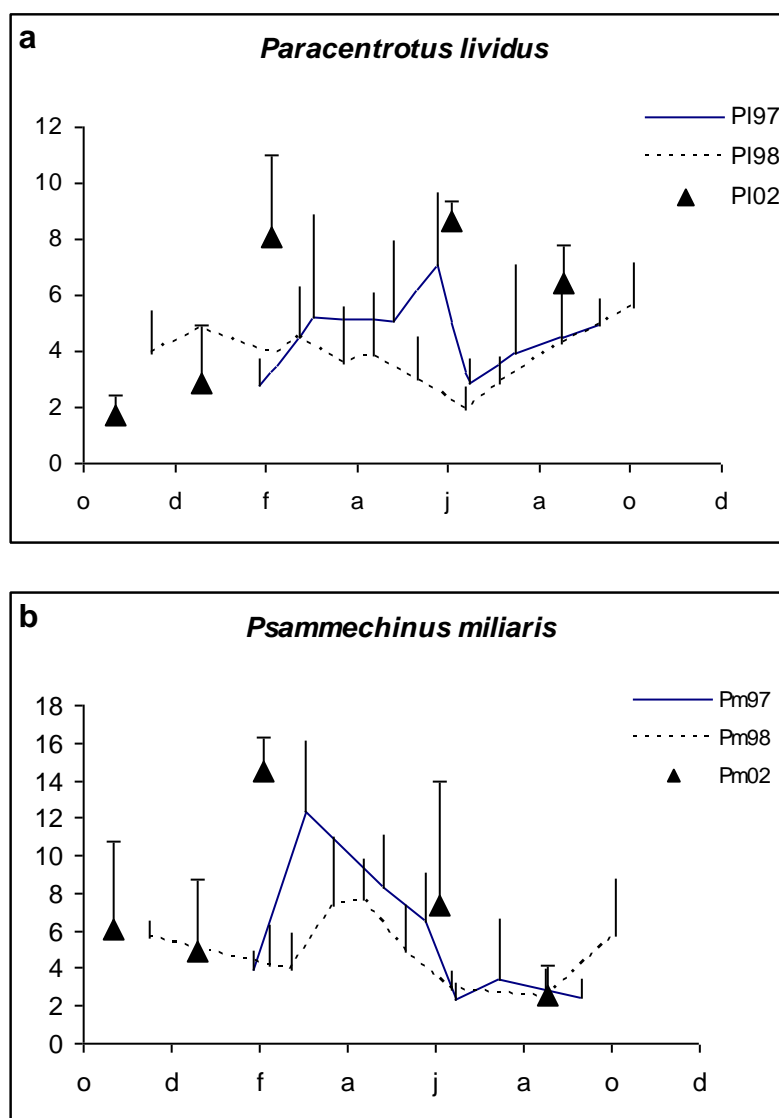 a
Paracentrotus lividus
Pl97
Pl98
Pl02
12
10
8
6
4
2
0
o d f a j a o d
b
Psammechinus miliaris
Pm97
Pm98
Pm02
18
16
14
12
10
8
6
4
2
0
o d f a j a o d